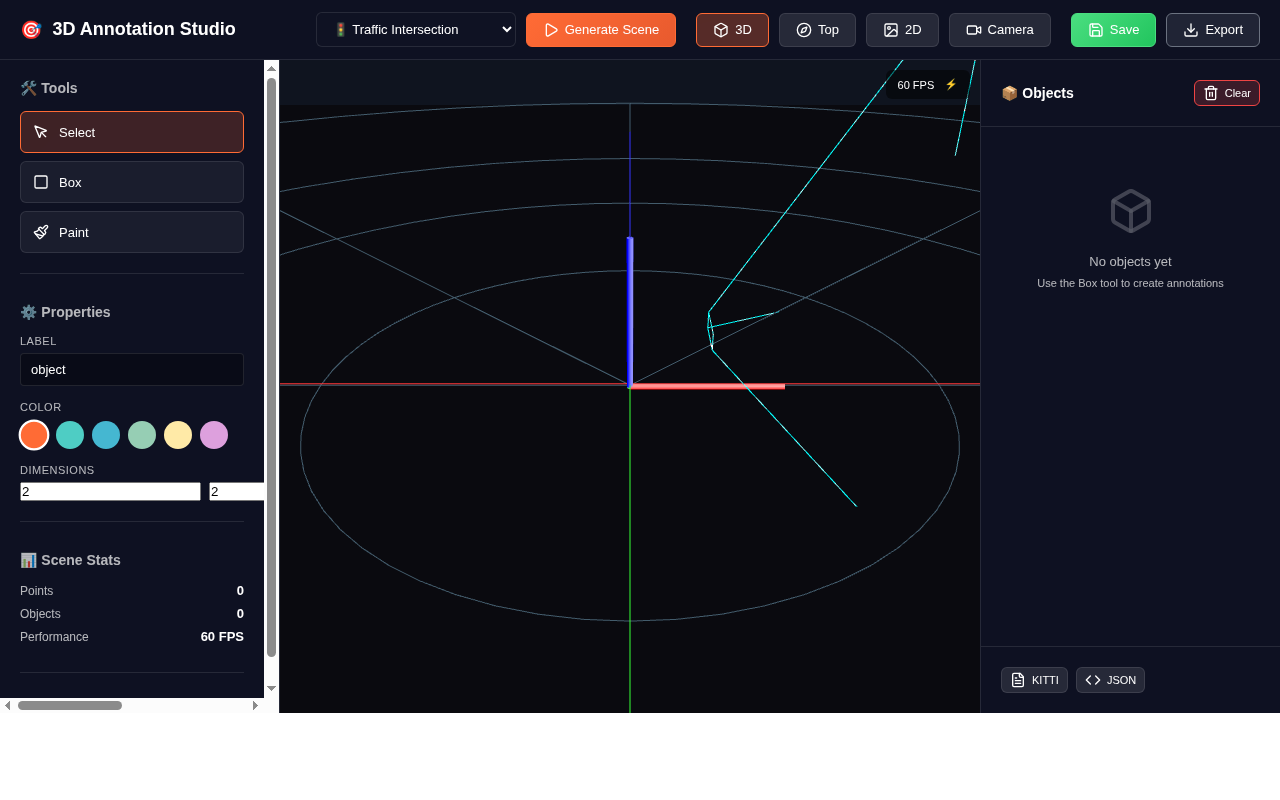 🎯 3D Annotation Studio
🚦 Traffic Intersection
Generate Scene
3D
Top
2D
Camera
Save
Export
🛠️ Tools
Select
Box
Paint
⚙️ Properties
LABEL
object
COLOR
DIMENSIONS
2 2
📊 Scene Stats
Points 0
Objects 0
Performance 60 FPS
60 FPS ⚡
📦 Objects
Clear
No objects yet
Use the Box tool to create annotations
KITTI
JSON